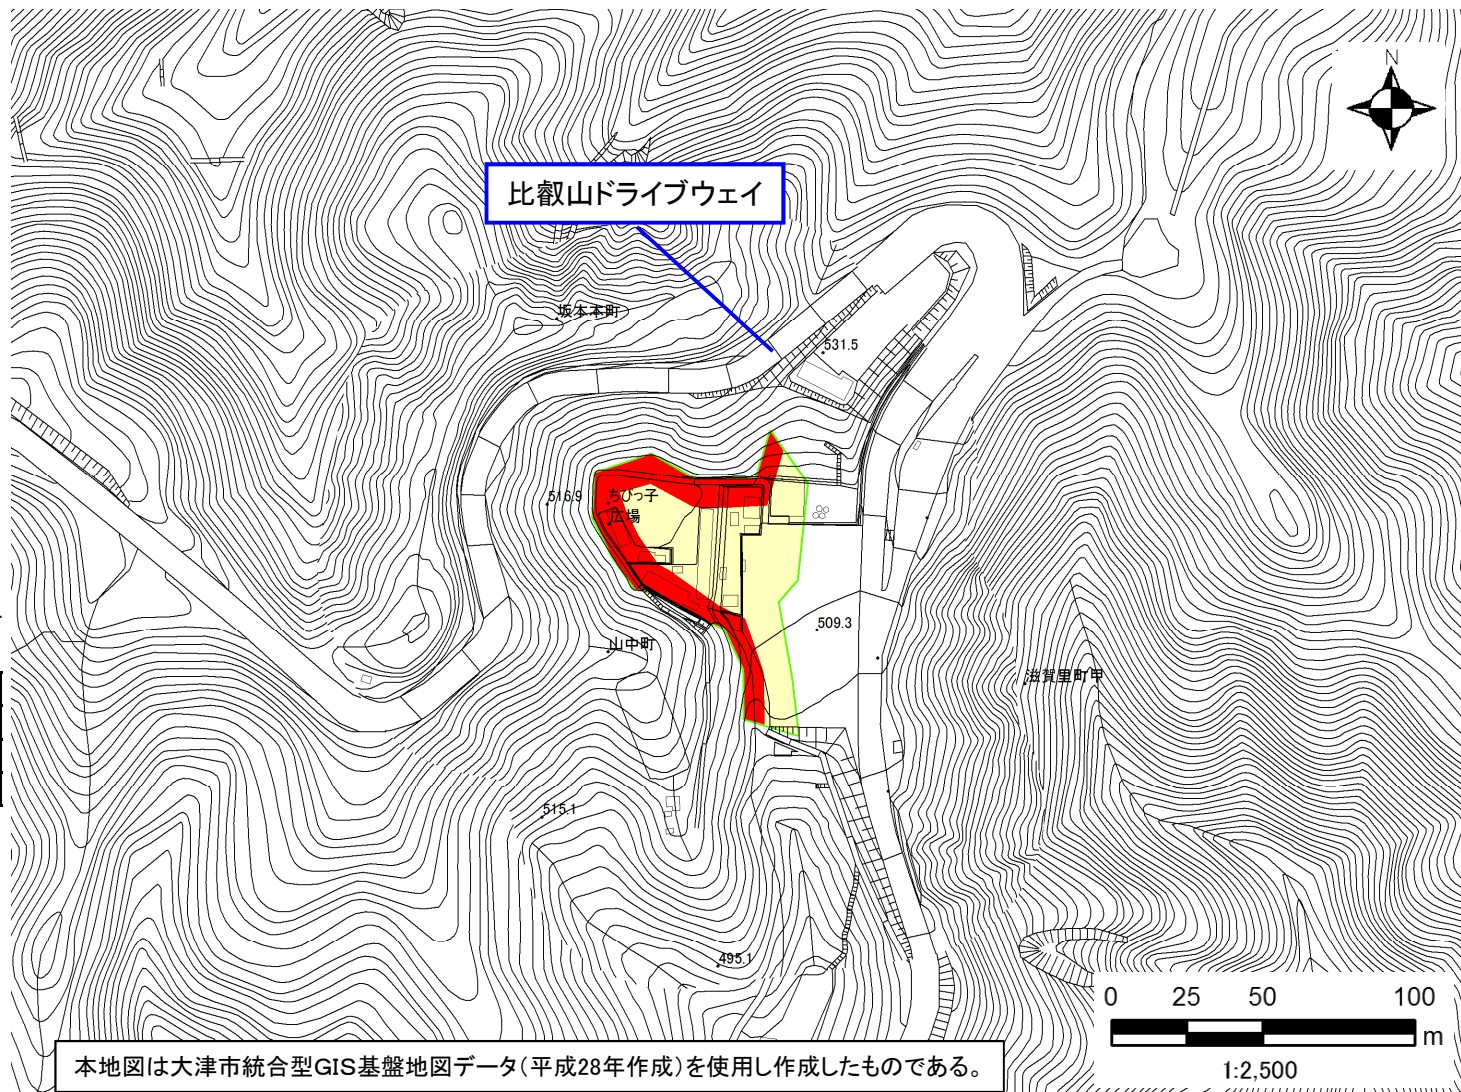 N
比叡山ドライブウェイ
坂本本町
531.5
516.9
ちびっ子
広場
509.3
山中町
滋賀里町甲
515.1
495.1
0 25 50 100
m
1:2,500
本地図は大津市統合型GIS基盤地図データ(平成28年作成)を使用し作成したものである。